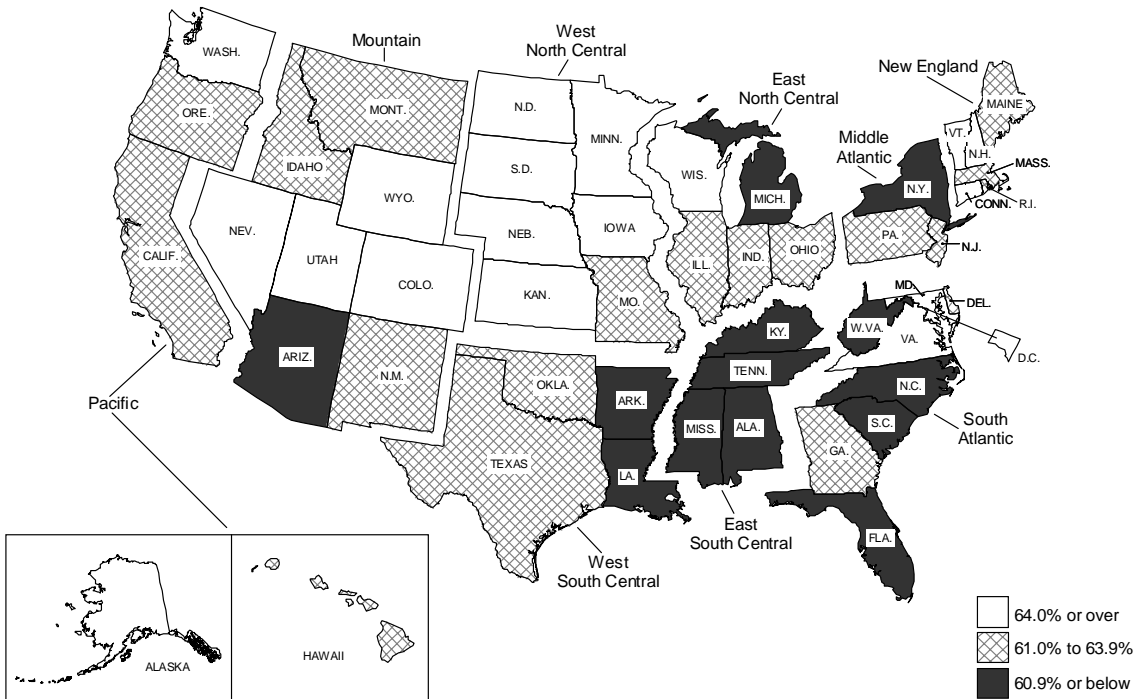 Mountain
West
North Central
East
North Central
New England
Middle
Atlantic
WASH.
ORE.
IDAHO
MONT.
WYO.
CALIF.
NEV.
UTAH
COLO.
ARIZ.
N.M.
N.D.
S.D.
NEB.
KAN.
MINN.
IOWA
MO.
WIS.
MICH.
ILL.
IND.
OHIO
MAINE
VT.
N.H.
MASS.
CONN.
R.I.
N.Y.
PA.
N.J.
MD.
DEL.
D.C.
W.VA.
VA.
KY.
TENN.
N.C.
S.C.
GA.
FLA.
MISS.
ALA.
ARK.
LA.
OKLA.
TEXAS
Pacific
South
Atlantic
East
South Central
West
South Central
ALASKA
HAWAII
64.0% or over
61.0% to 63.9%
60.9% or below